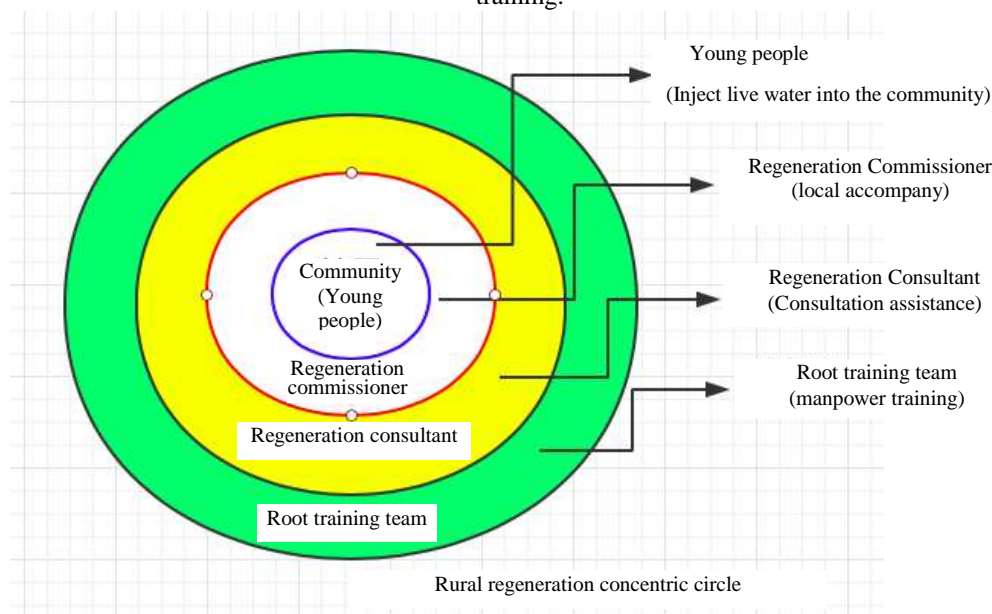 training.
Young people
(Inject live water into the community)
Regeneration Commissioner
(local accompany)
Community
(Young
people)
Regeneration Consultant
(Consultation assistance)
Regeneration
commissioner
Root training team
(manpower training)
Regeneration consultant
Root training team
Rural regeneration concentric circle